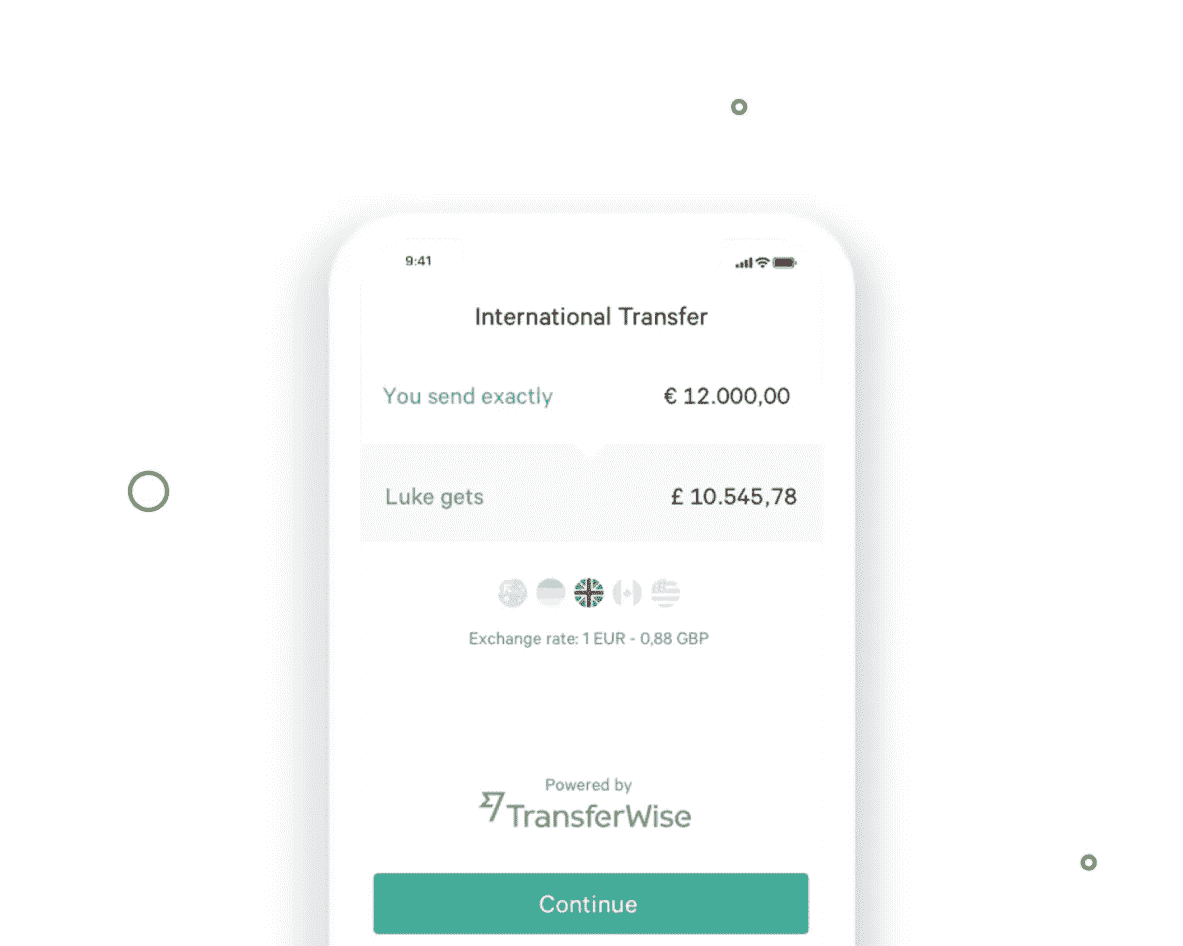 9:41
International Transfer
You send exactly € 12.000,00
Luke gets £ 10.545,78
Exchange rate: 1 EUR - 0,88 GBP
Powered by
TransferWise
Continue